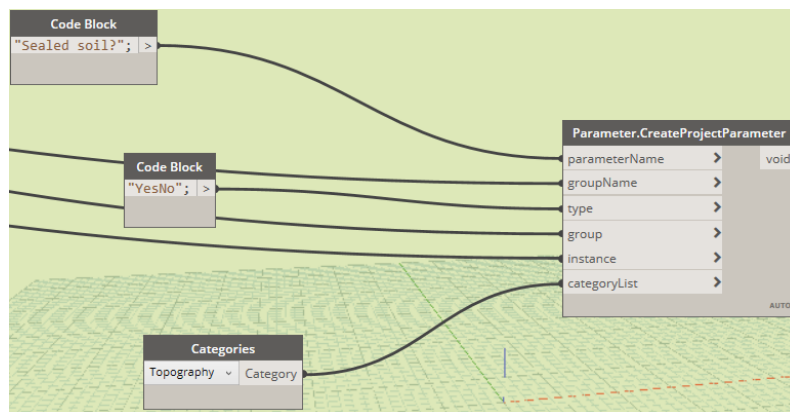 Code Block
"Sealed soil?"; >
Code Block
"YesNo"; >
Parameter.CreateProjectParameter
parameterName >
void
groupName >
type >
group >
instance >
categoryList >
AUTO
Categories
Topography
Category